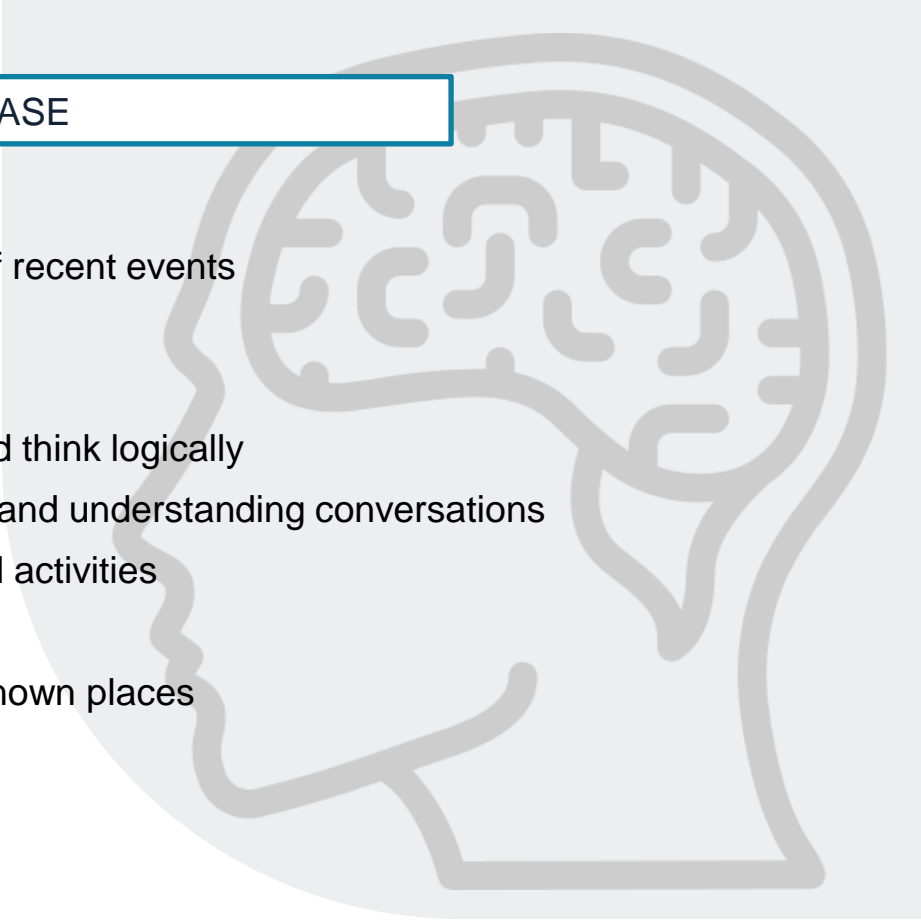 ASE
recent events
d think logically
and understanding conversations
l activities
nown places